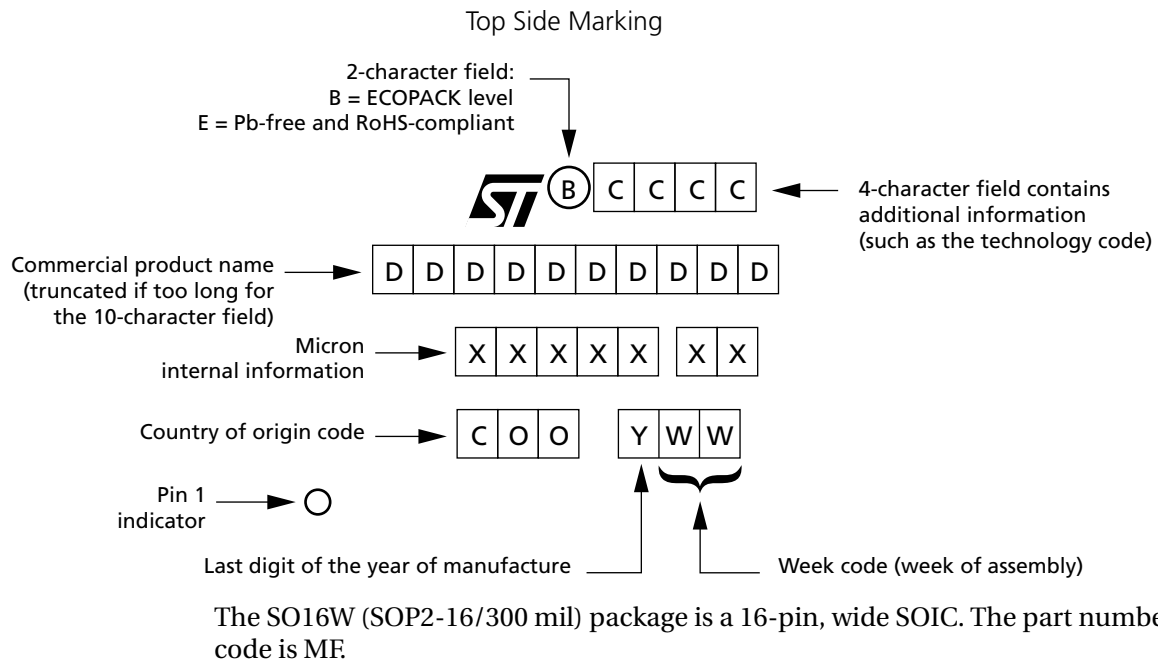 Top Side Marking
2-character field:
B = ECOPACK level
E = Pb-free and RoHS-compliant
ST B C C C C
4-character field contains
additional information
(such as the technology code)
Commercial product name
(truncated if too long for
the 10-character field)
D D D D D D D D D D
Micron
internal information
X X X X X X X
Country of origin code
C O O Y W W
Pin 1
indicator
Last digit of the year of manufacture
Week code (week of assembly)
The SO16W (SOP2-16/300 mil) package is a 16-pin, wide SOIC. The part numbe
code is MF.